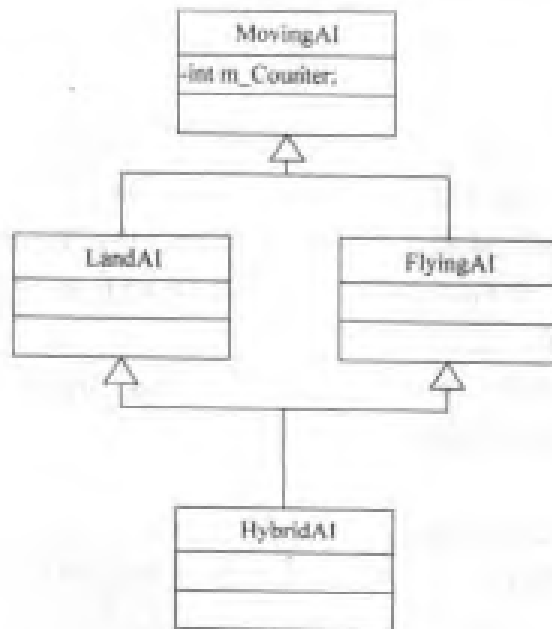 MovingAI
-int m_Counter;
LandAI
FlyingAI
HybridAI